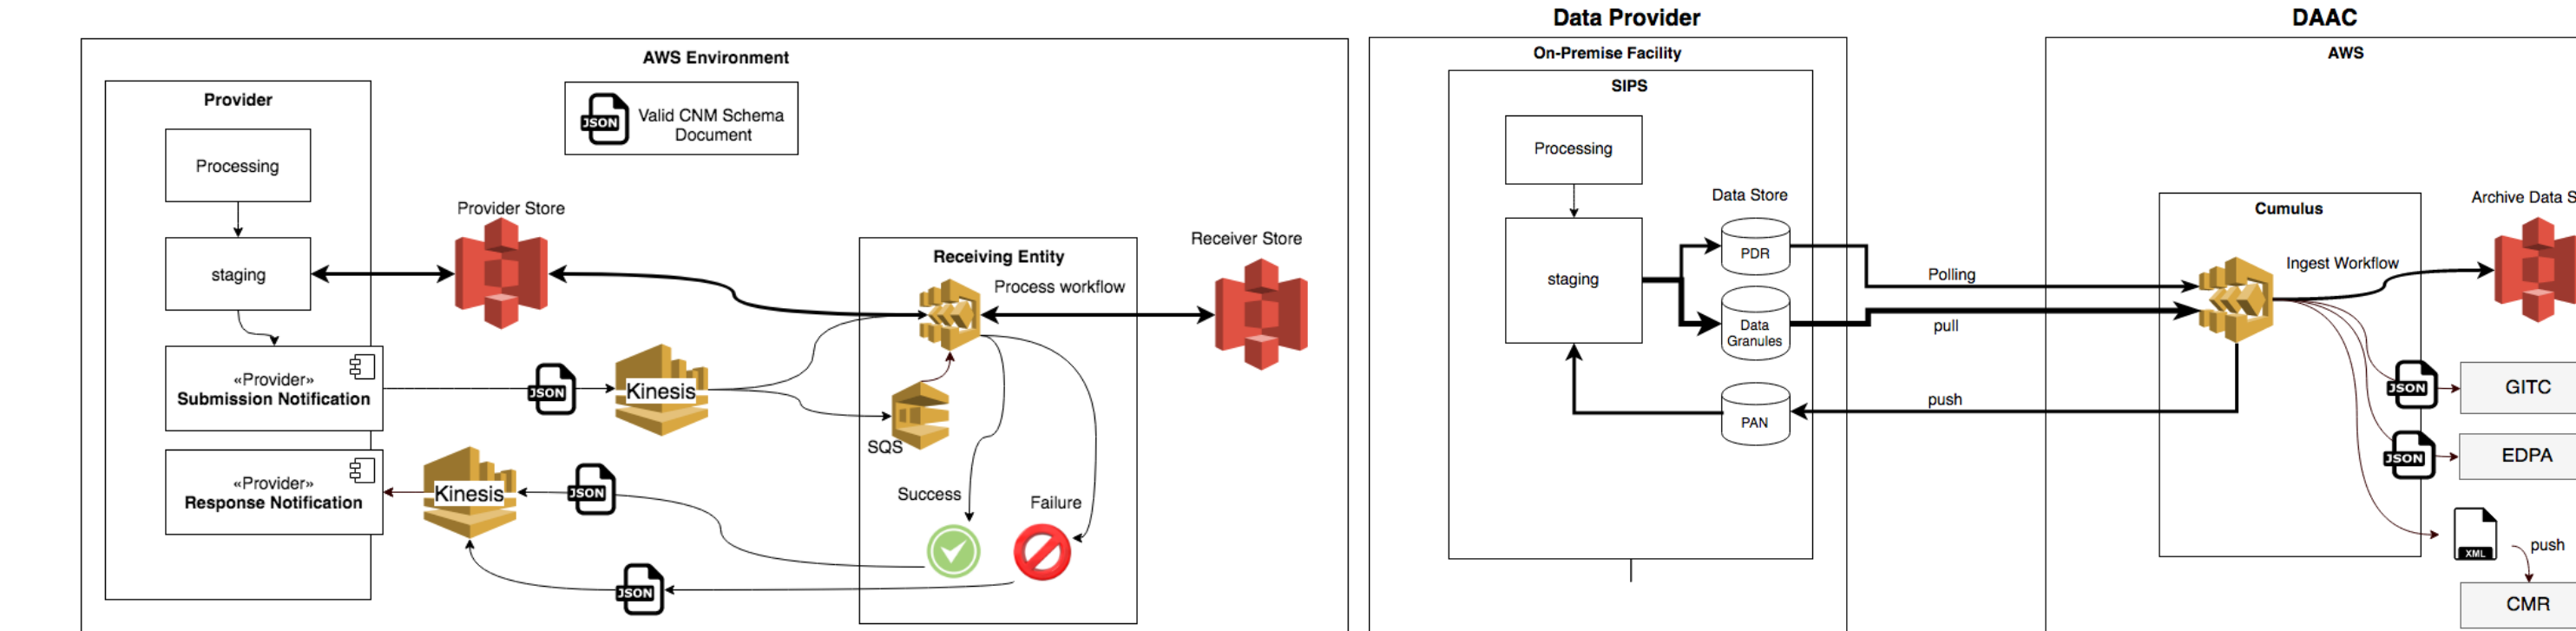 AWS Environment
Provider
Processing
staging
«Provider»
Submission Notification
«Provider»
Response Notification
JSON
Valid CNM Schema
Document
Provider Store
JSON
Kinesis
Kinesis
JSON
JSON
Receiving Entity
Process workflow
SQS
Success
Failure
Receiver Store
Data Provider
On-Premise Facility
SIPS
Processing
staging
Data Store
PDR
Data
Granules
PAN
Polling
pull
push
DAAC
AWS
Cumulus
Ingest Workflow
Archive Data S
JSON
GITC
JSON
EDPA
XML
push
CMR